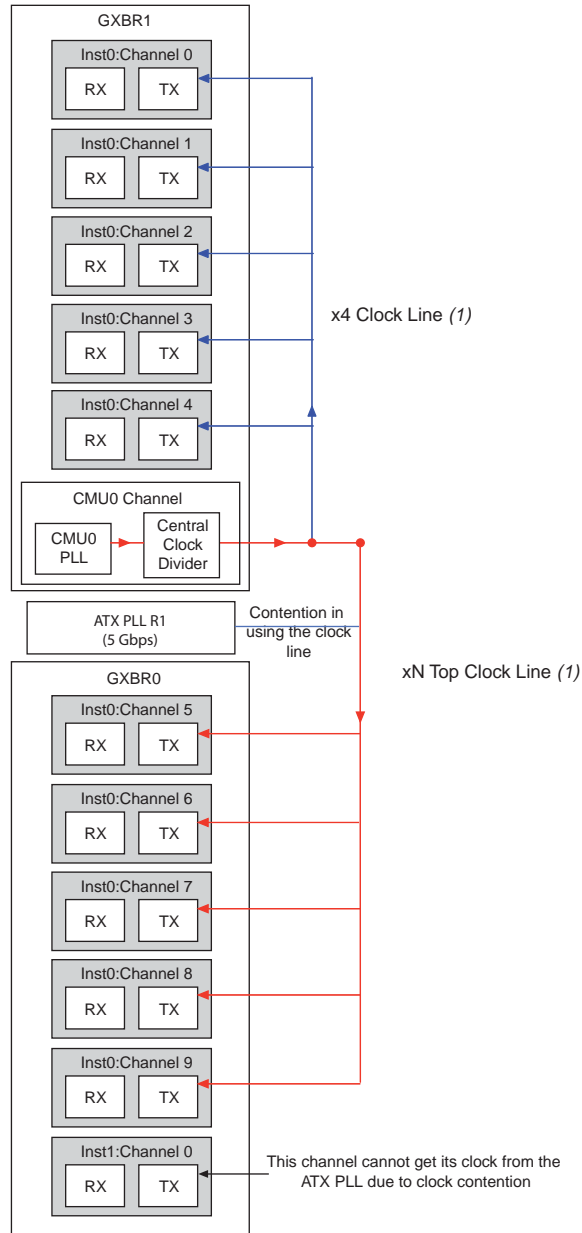 GXBR1
Inst0:Channel 0
RX
TX
Inst0:Channel 1
RX
TX
Inst0:Channel 2
RX
TX
x4 Clock Line (1)
Inst0:Channel 3
RX
TX
Inst0:Channel 4
RX
TX
CMU0 Channel
CMU0
PLL
Central
Clock
Divider
ATX PLL R1
(5 Gbps)
Contention in
using the clock
line
xN Top Clock Line (1)
GXBR0
Inst0:Channel 5
RX
TX
Inst0:Channel 6
RX
TX
Inst0:Channel 7
RX
TX
Inst0:Channel 8
RX
TX
Inst0:Channel 9
RX
TX
Inst1:Channel 0
RX
TX
This channel cannot get its clock from the
ATX PLL due to clock contention